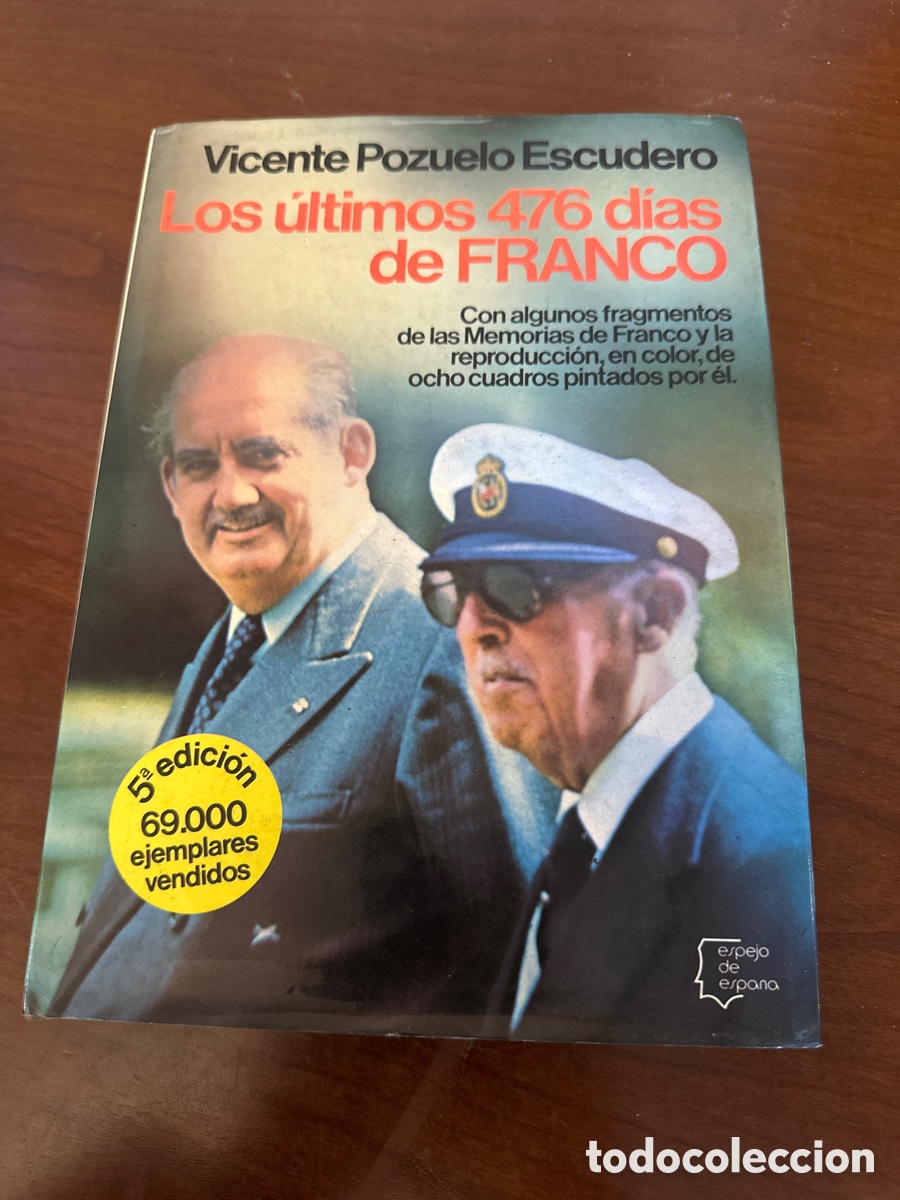 Vicente Pozuelo Escudero
Los últimos 476 días
de FRANCO
Con algunos fragmentos
de las Memorias de Franco y la
reproducción, en color, de
ocho cuadros pintados por él.
5ª edición
69.000
ejemplares
vendidos
espejo
de
espana
todocoleccion